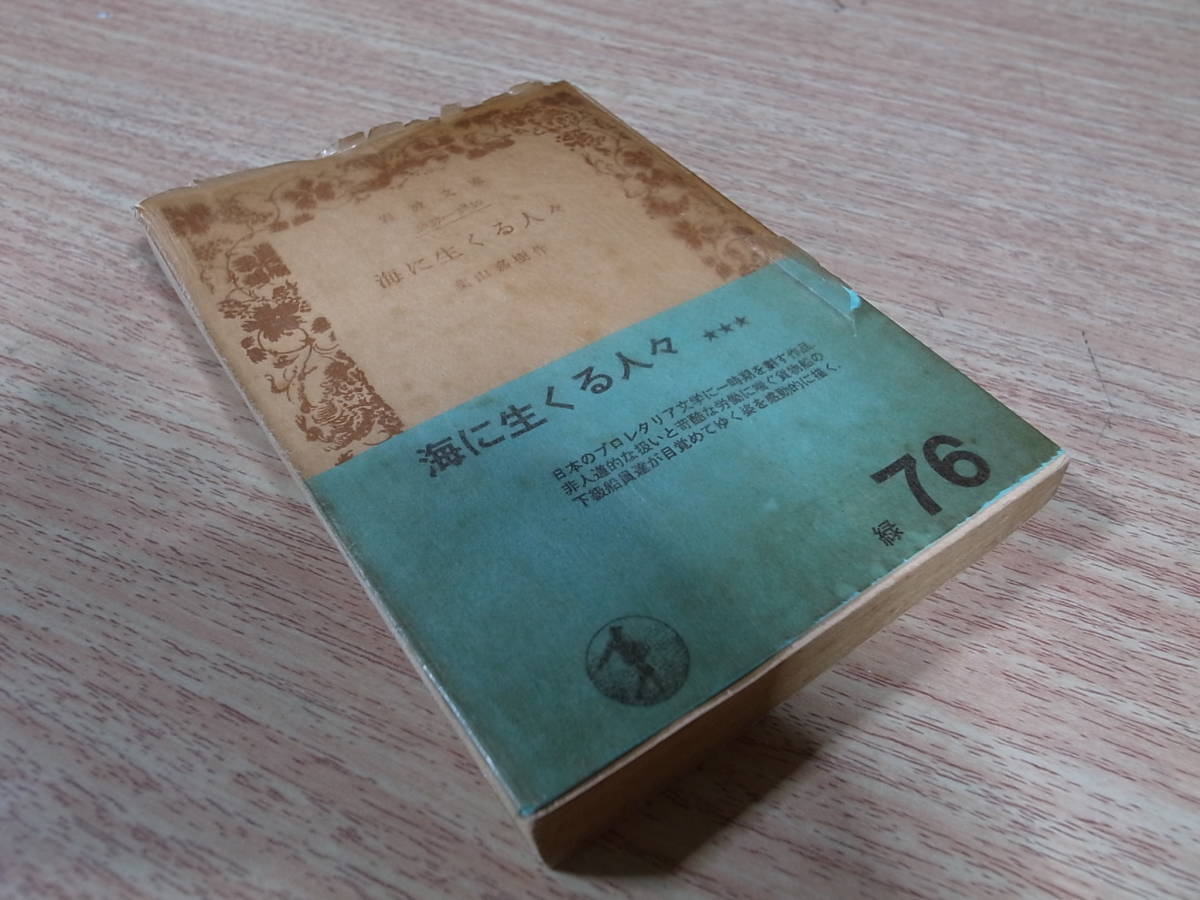 岩波文庫
海に生くる人々
葉山嘉樹作
海に生くる人々 ★★★
日本のプロレタリア文学に一時期を劃す作品.
非人道的な扱いと苛酷な労働に喘ぐ貨物船の
下級船員達が目覚めてゆく姿を感動的に描く.
緑 76